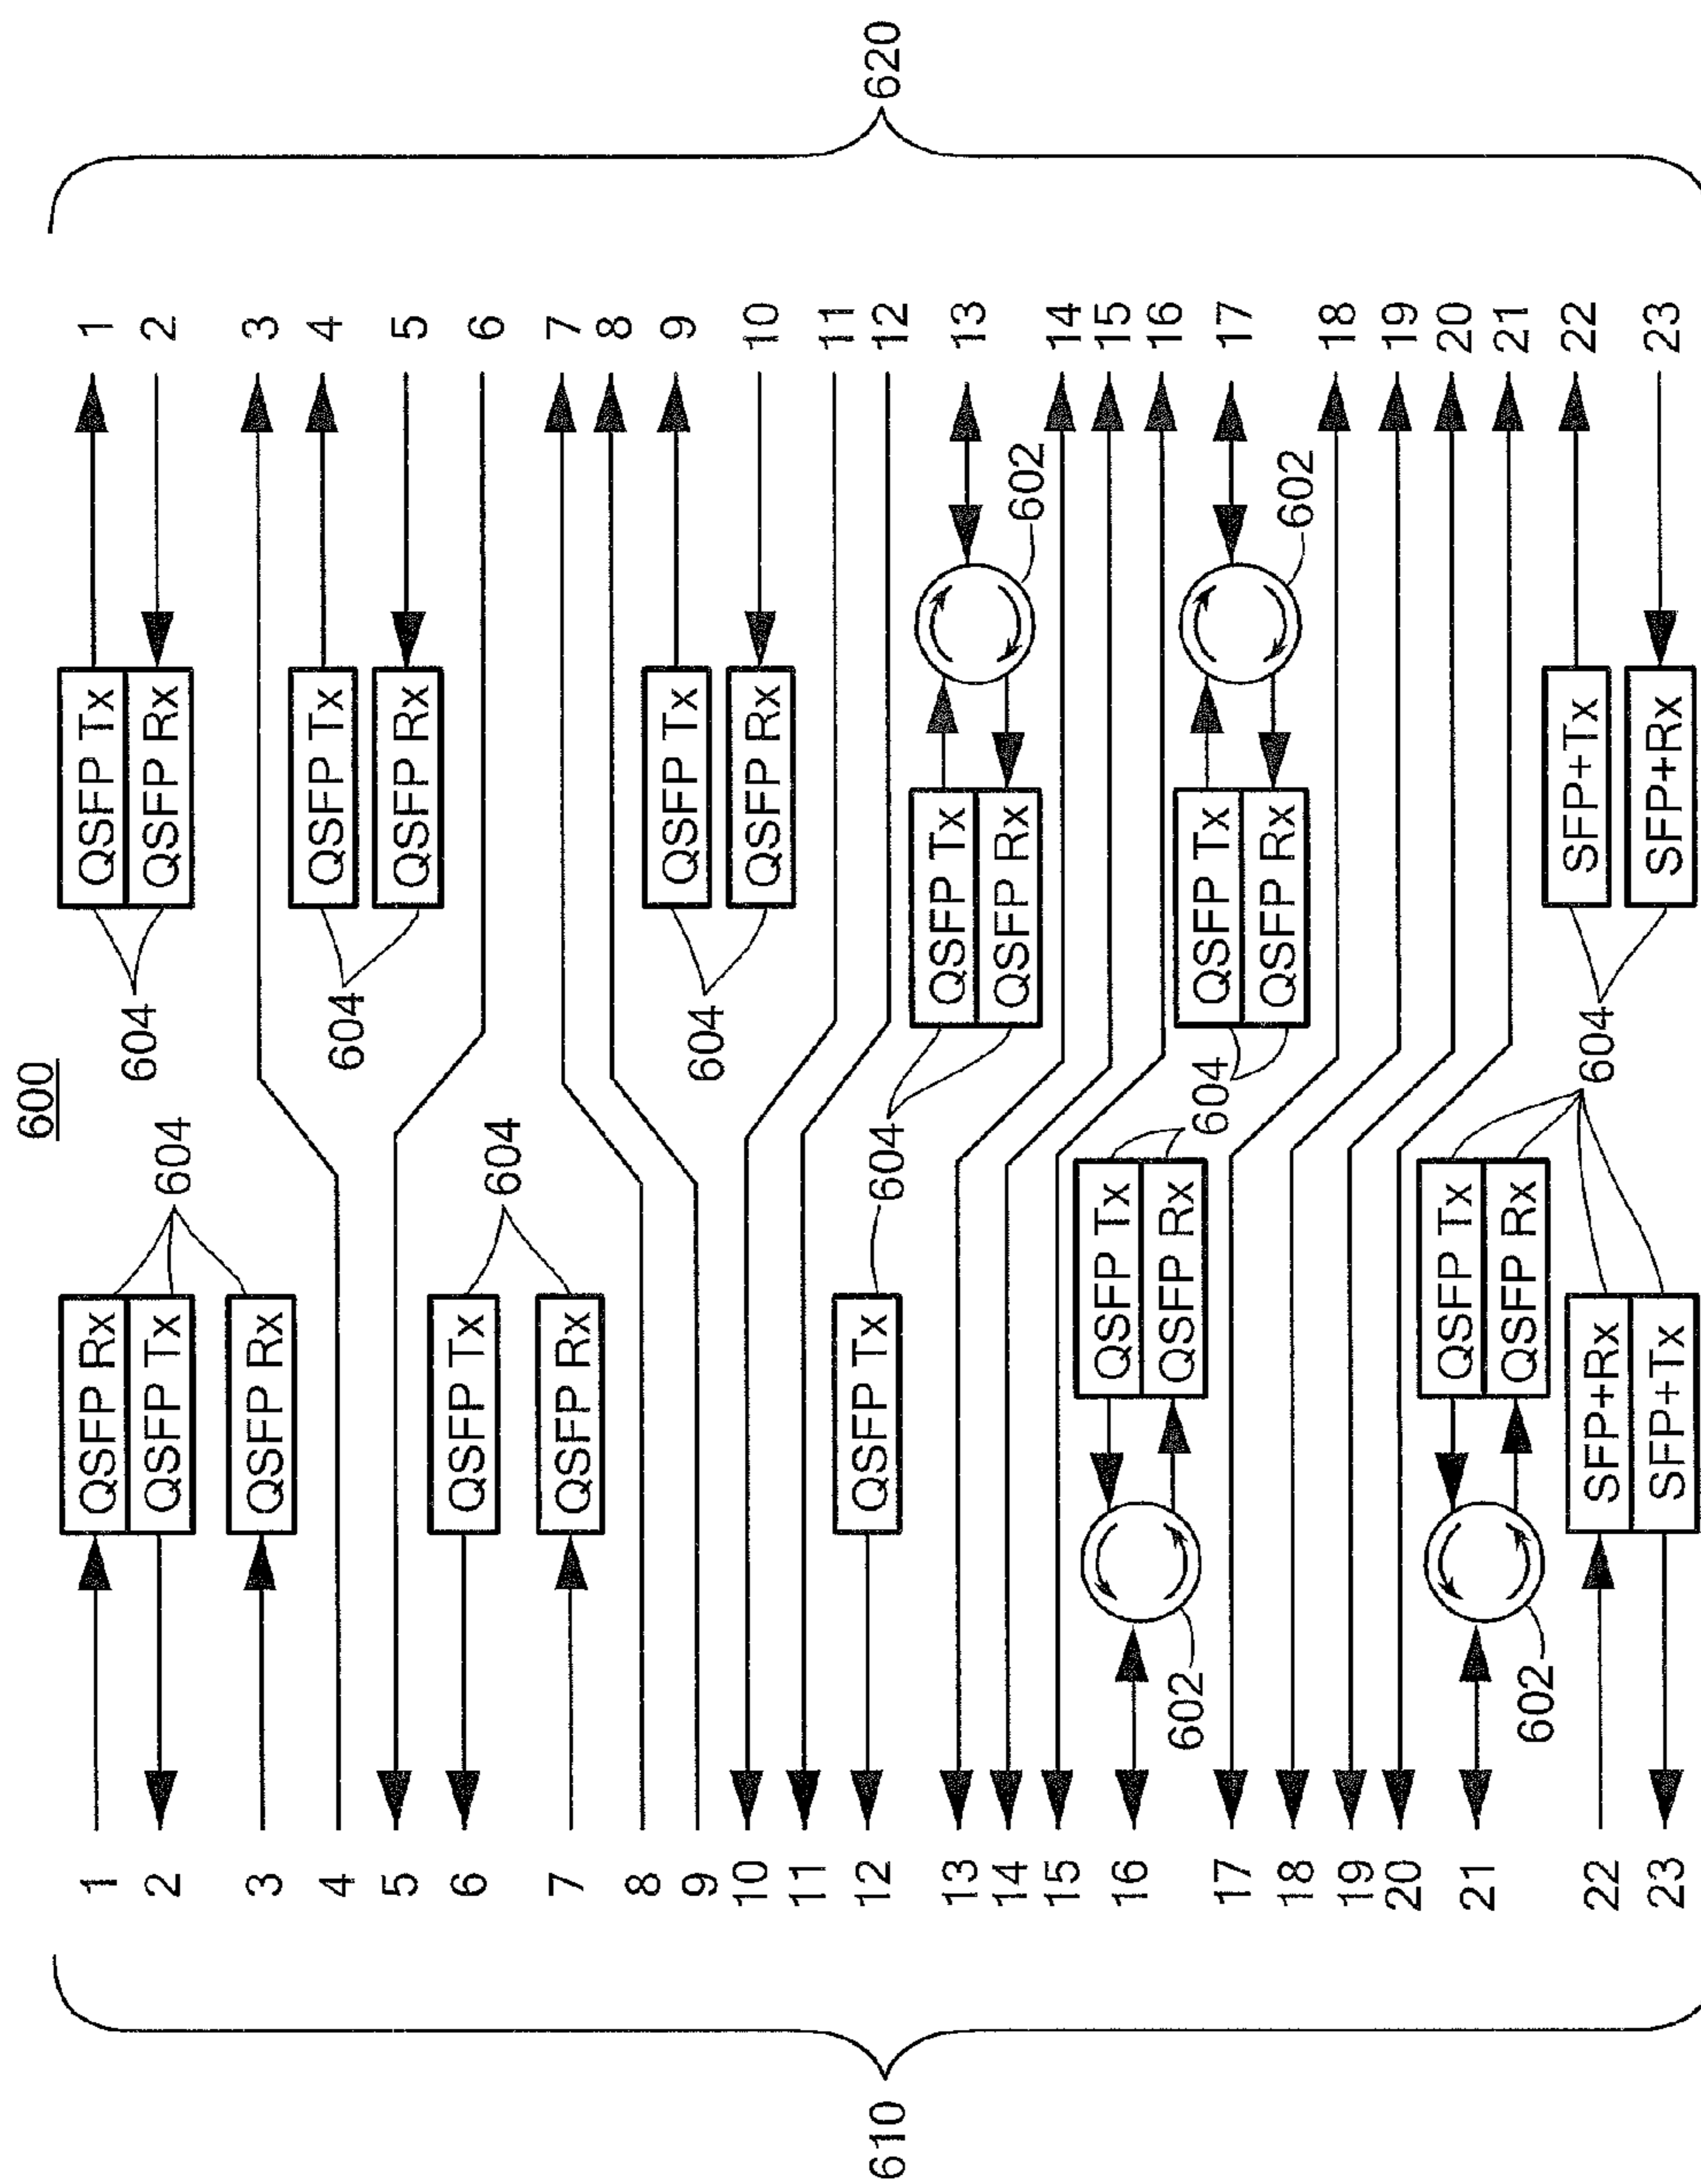 600
1 QSFP Rx QSFP Tx 1
2 QSFP Tx QSFP Rx 2
604
604
3 QSFP Rx 3
4 604 QSFP Tx 4
5 QSFP Rx 5
6 QSFP Tx 6
604
7 QSFP Rx 7
8 8
9 QSFP Tx 9
604
10 QSFP Rx 10
11 11
12 QSFP Tx 604 12
610
620
13 QSFP Tx 13
14 QSFP Rx 602 14
15 15
16 QSFP Tx 16
602 QSFP Rx 604
17 QSFP Tx 17
QSFP Rx 602
18 18
19 19
20 20
21 QSFP Tx 21
602 QSFP Rx
22 SFP+Rx 604 SFP+Tx 22
23 SFP+Tx SFP+Rx 23